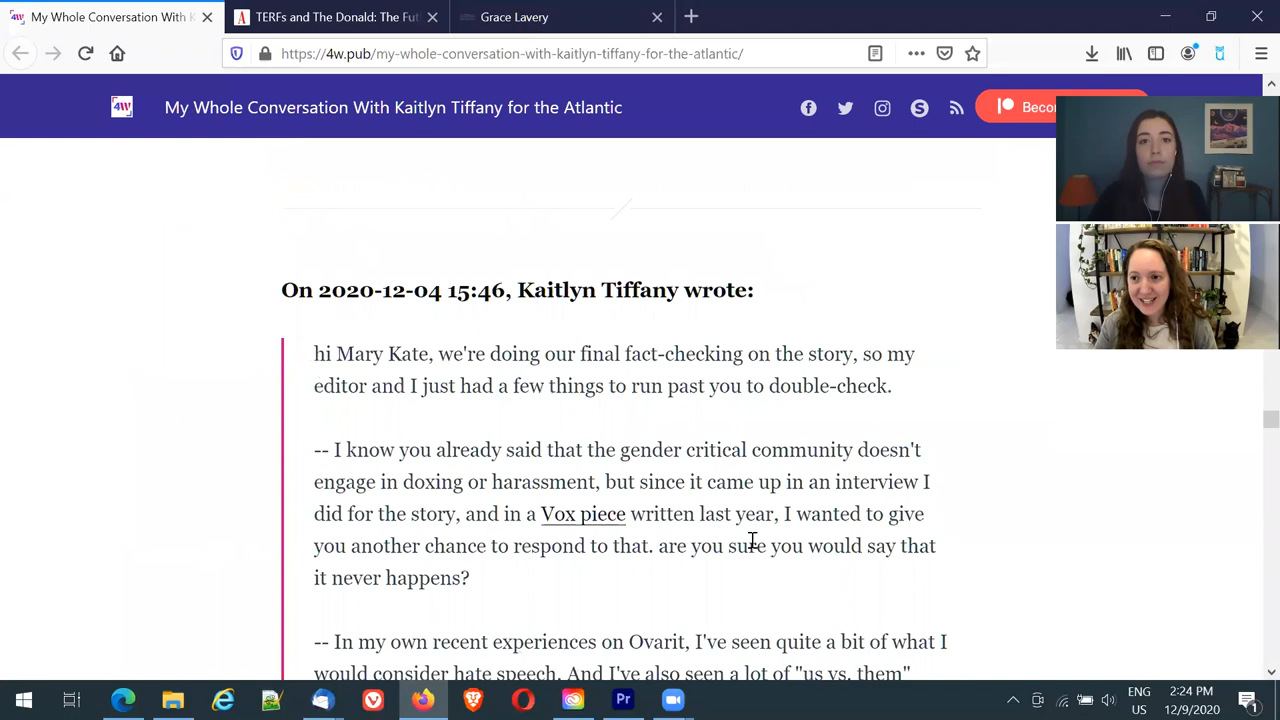 My Whole Conversation With K
TERFs and The Donald: The Fut
Grace Lavery
https://4w.pub/my-whole-conversation-with-kaitlyn-tiffany-for-the-atlantic/
4W
My Whole Conversation With Kaitlyn Tiffany for the Atlantic
Beco
On 2020-12-04 15:46, Kaitlyn Tiffany wrote:
hi Mary Kate, we're doing our final fact-checking on the story, so my
editor and I just had a few things to run past you to double-check.
-- I know you already said that the gender critical community doesn't
engage in doxing or harassment, but since it came up in an interview I
did for the story, and in a Vox piece written last year, I wanted to give
you another chance to respond to that. are you sure you would say that
it never happens?
-- In my own recent experiences on Ovarit, I've seen quite a bit of what I
would consider hate speech. And I've also seen a lot of "us vs. them"
Pr
ENG
US
2:24 PM
12/9/2020
1